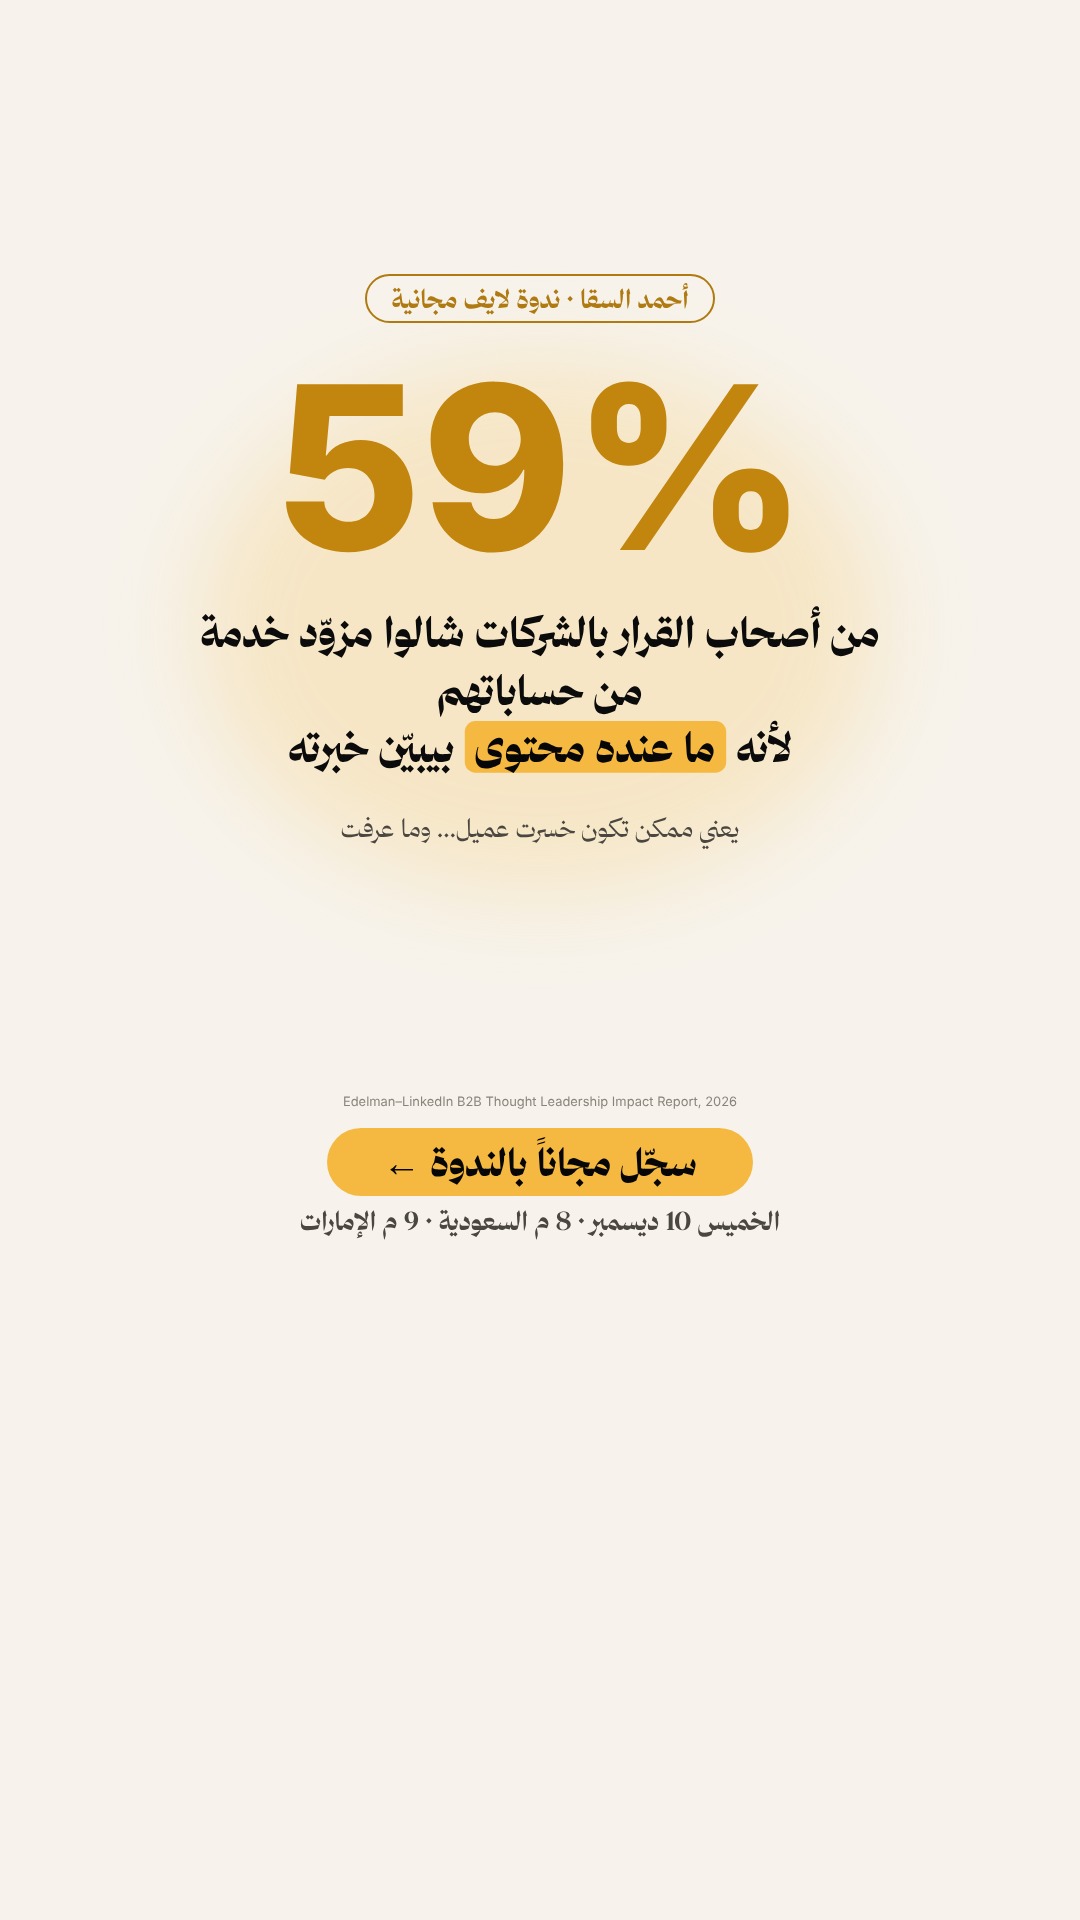 أحمد السقا · ندوة لايف مجانية
59%
من أصحاب القرار بالشركات شالوا مزوّد خدمة
من حساباتهم
لأنه ما عنده محتوى بيبيّن خبرته
يعني ممكن تكون خسرت عميل... وما عرفت
Edelman–LinkedIn B2B Thought Leadership Impact Report, 2026
سجّل مجاناً بالندوة ←
الخميس 10 ديسمبر · 8 م السعودية · 9 م الإمارات